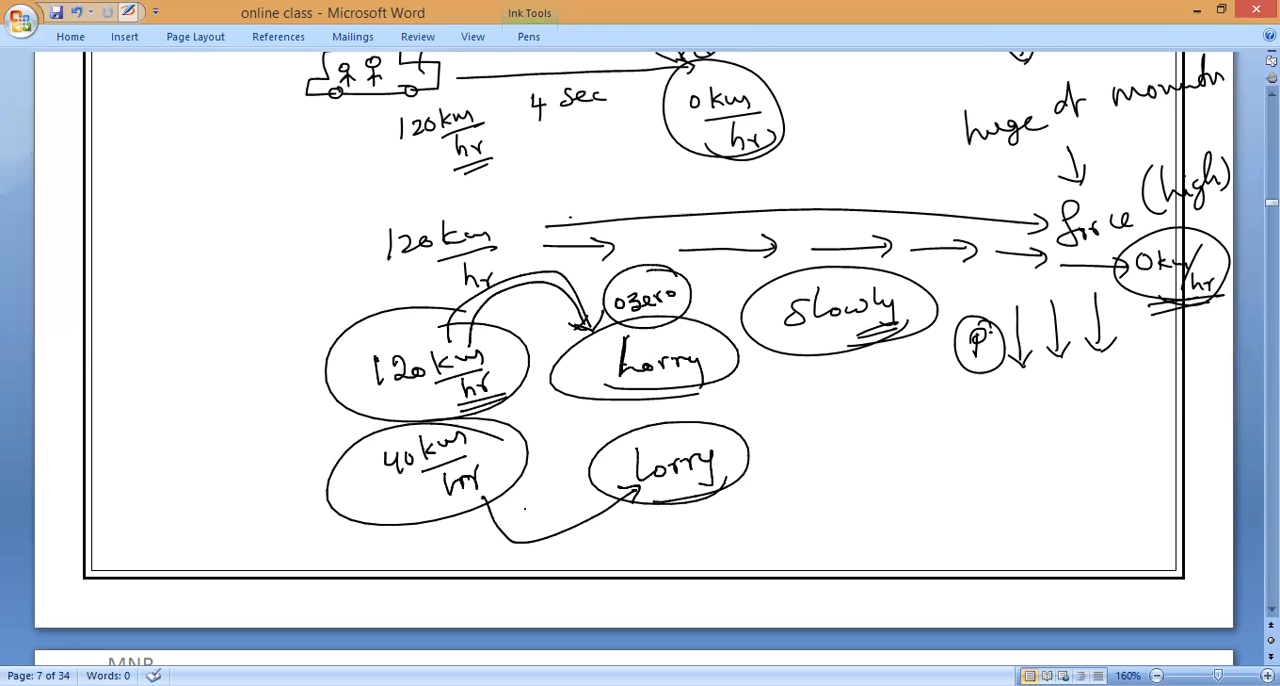 online class - Microsoft Word
Ink Tools
Home Insert Page Layout References Mailings Review View Pens
120 km/hr
4 sec
0 km/hr
huge
↓
force (high)
120 km/hr
0 km/hr
0 zero
slowly
120 km/hr
Lorry
P
40 km/hr
Lorry
Page: 7 of 34 Words: 0 160%